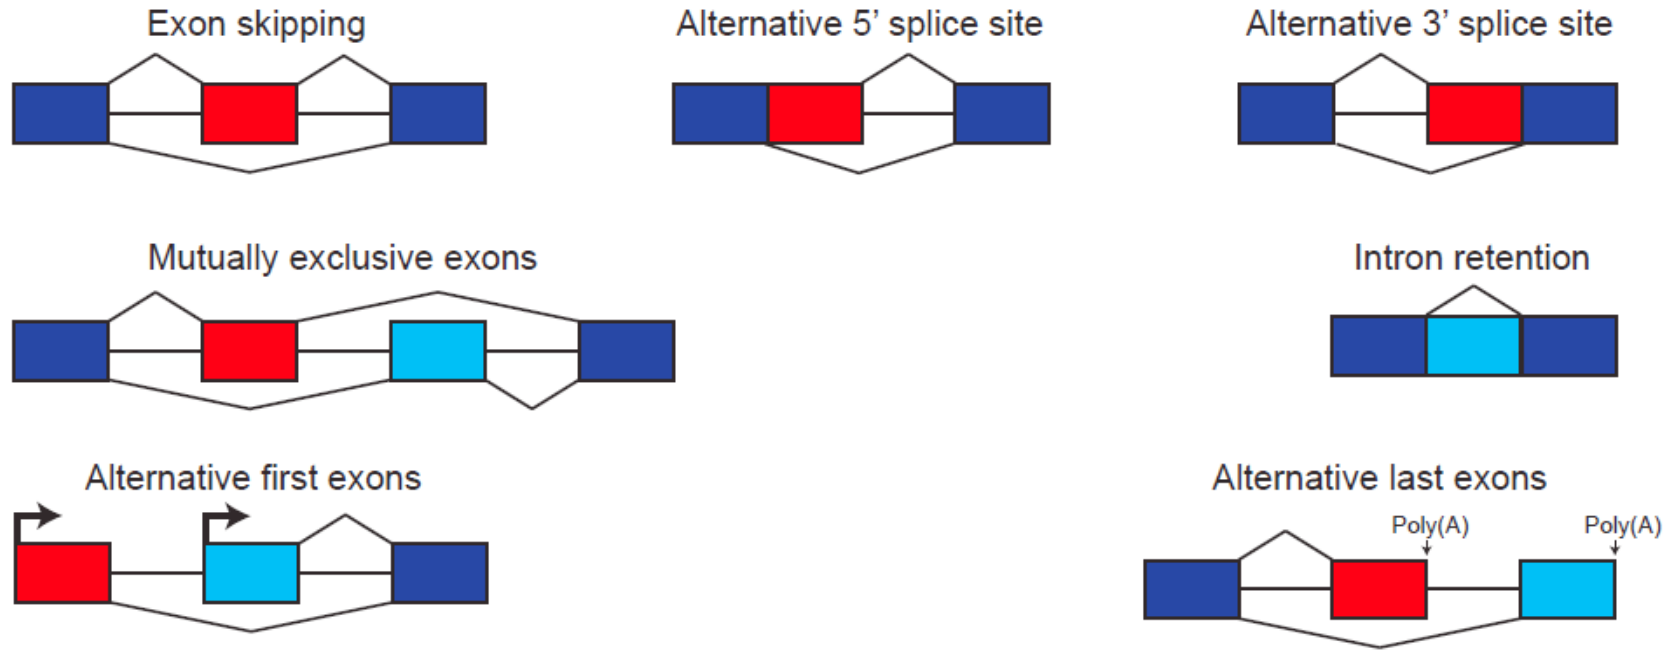 Exon skipping
Alternative 5’ splice site
Alternative 3’ splice site
Mutually exclusive exons
Intron retention
Alternative first exons
Alternative last exons
Poly(A)
Poly(A)